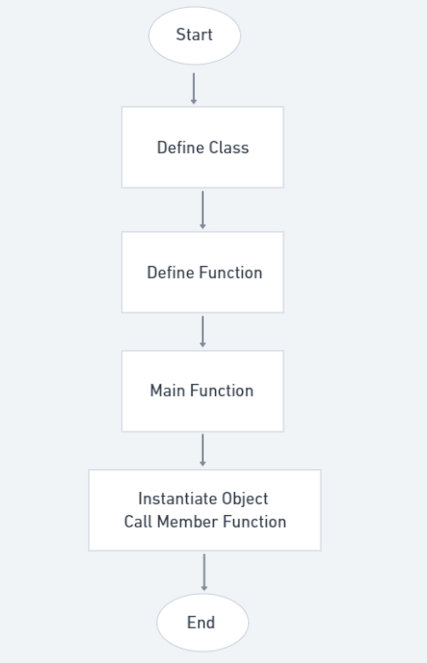 Start
Define Class
Define Function
Main Function
Instantiate Object
Call Member Function
End